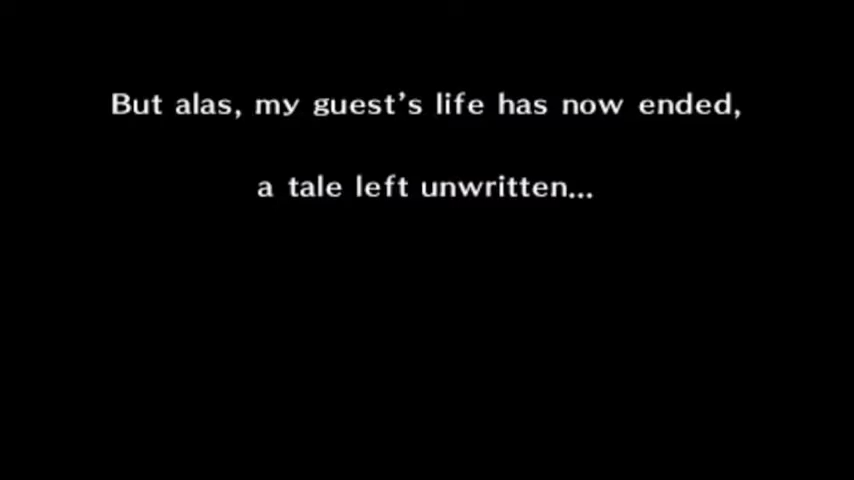 But alas, my guest's life has now ended,
a tale left unwritten...